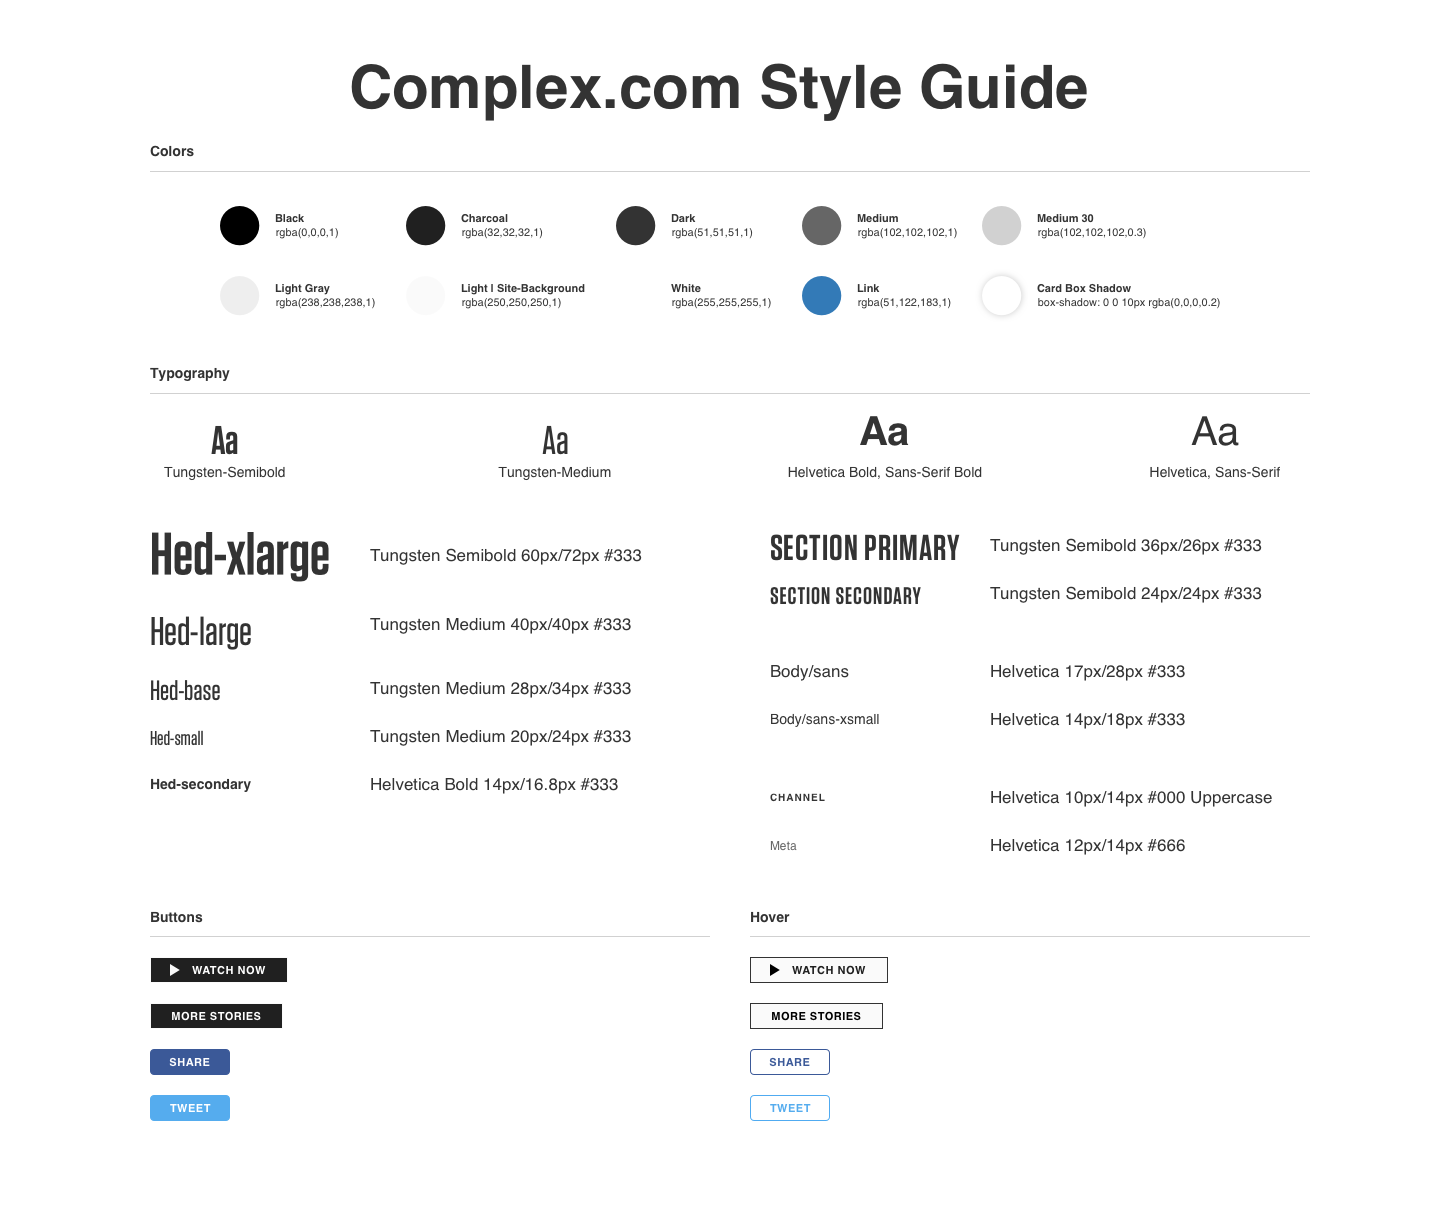 Complex.com Style Guide
Colors
Black
rgba(0,0,0,1)
Charcoal
rgba(32,32,32,1)
Dark
rgba(51,51,51,1)
Medium
rgba(102,102,102,1)
Medium 30
rgba(102,102,102,0.3)
Light Gray
rgba(238,238,238,1)
Light | Site-Background
rgba(250,250,250,1)
White
rgba(255,255,255,1)
Link
rgba(51,122,183,1)
Card Box Shadow
box-shadow: 0 0 10px rgba(0,0,0,0.2)
Typography
Aa
Tungsten-Semibold
Aa
Tungsten-Medium
Aa
Helvetica Bold, Sans-Serif Bold
Aa
Helvetica, Sans-Serif
Hed-xlarge
Tungsten Semibold 60px/72px #333
Hed-large
Tungsten Medium 40px/40px #333
Hed-base
Tungsten Medium 28px/34px #333
Hed-small
Tungsten Medium 20px/24px #333
Hed-secondary
Helvetica Bold 14px/16.8px #333
SECTION PRIMARY
Tungsten Semibold 36px/26px #333
SECTION SECONDARY
Tungsten Semibold 24px/24px #333
Body/sans
Helvetica 17px/28px #333
Body/sans-xsmall
Helvetica 14px/18px #333
CHANNEL
Helvetica 10px/14px #000 Uppercase
Meta
Helvetica 12px/14px #666
Buttons
WATCH NOW
MORE STORIES
SHARE
TWEET
Hover
WATCH NOW
MORE STORIES
SHARE
TWEET